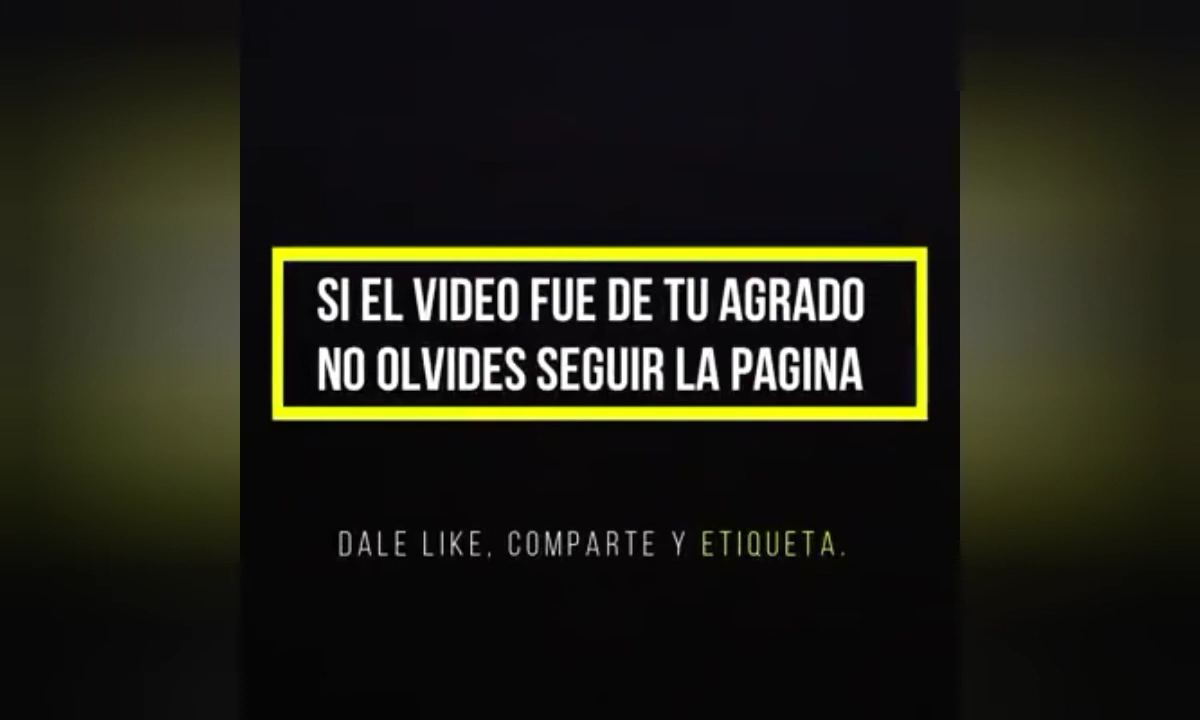 SI EL VIDEO FUE DE TU AGRADO
NO OLVIDES SEGUIR LA PAGINA
DALE LIKE, COMPARTE Y ETIQUETA.